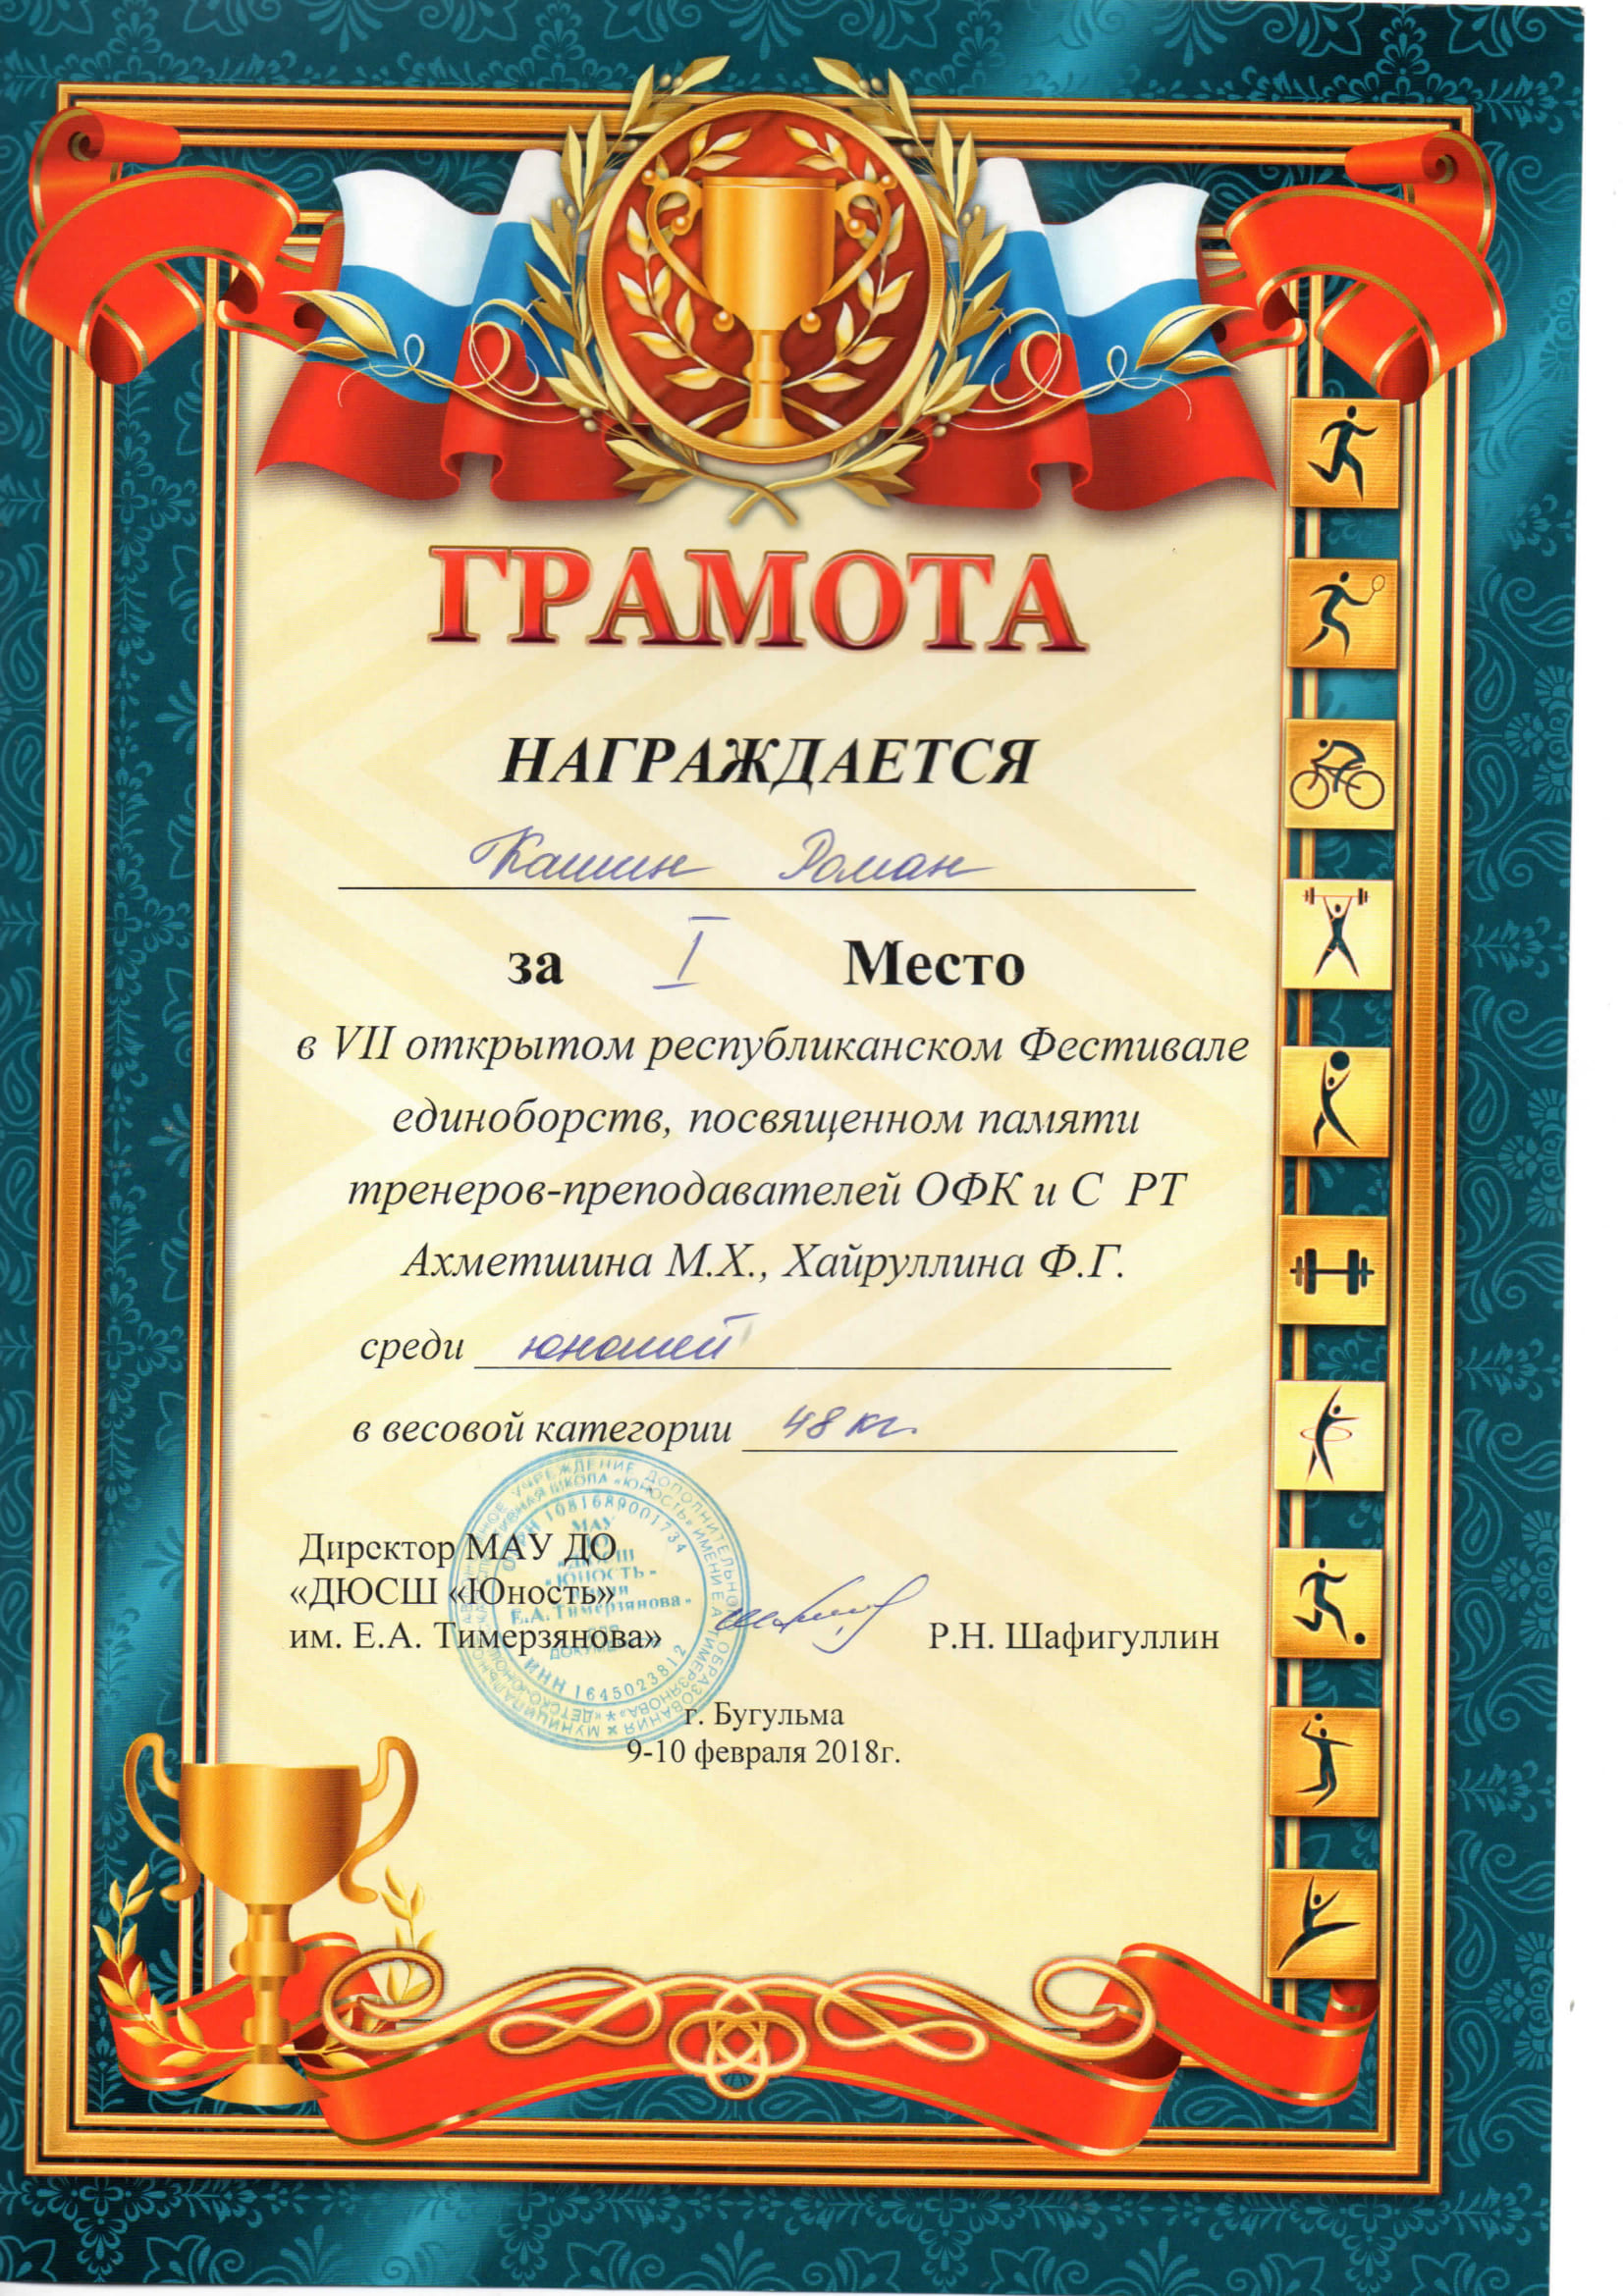 ГРАМОТА
НАГРАЖДАЕТСЯ
Кашин Роман
за I Место
в VII открытом республиканском Фестивале
единоборств, посвященном памяти
тренеров-преподавателей ОФК и С РТ
Ахметшина М.Х., Хайруллина Ф.Г.
среди юношей
в весовой категории 48 кг.
Директор МАУ ДО
«ДЮСШ «Юность»
им. Е.А. Тимерзянова»
Р.Н. Шафигуллин
МУНИЦИПАЛЬНОЕ АВТОНОМНОЕ УЧРЕЖДЕНИЕ ДОПОЛНИТЕЛЬНОГО ОБРАЗОВАНИЯ
«ДЕТСКО-ЮНОШЕСКАЯ СПОРТИВНАЯ ШКОЛА «ЮНОСТЬ» ИМЕНИ Е.А. ТИМЕРЗЯНОВА»
ОГРН 1081689001734
МАУ
«ДЮСШ
«ЮНОСТЬ»
имени
Е.А. Тимерзянова»
ДОКУМЕНТОВ
ИНН 1645023812
г. Бугульма
9-10 февраля 2018г.